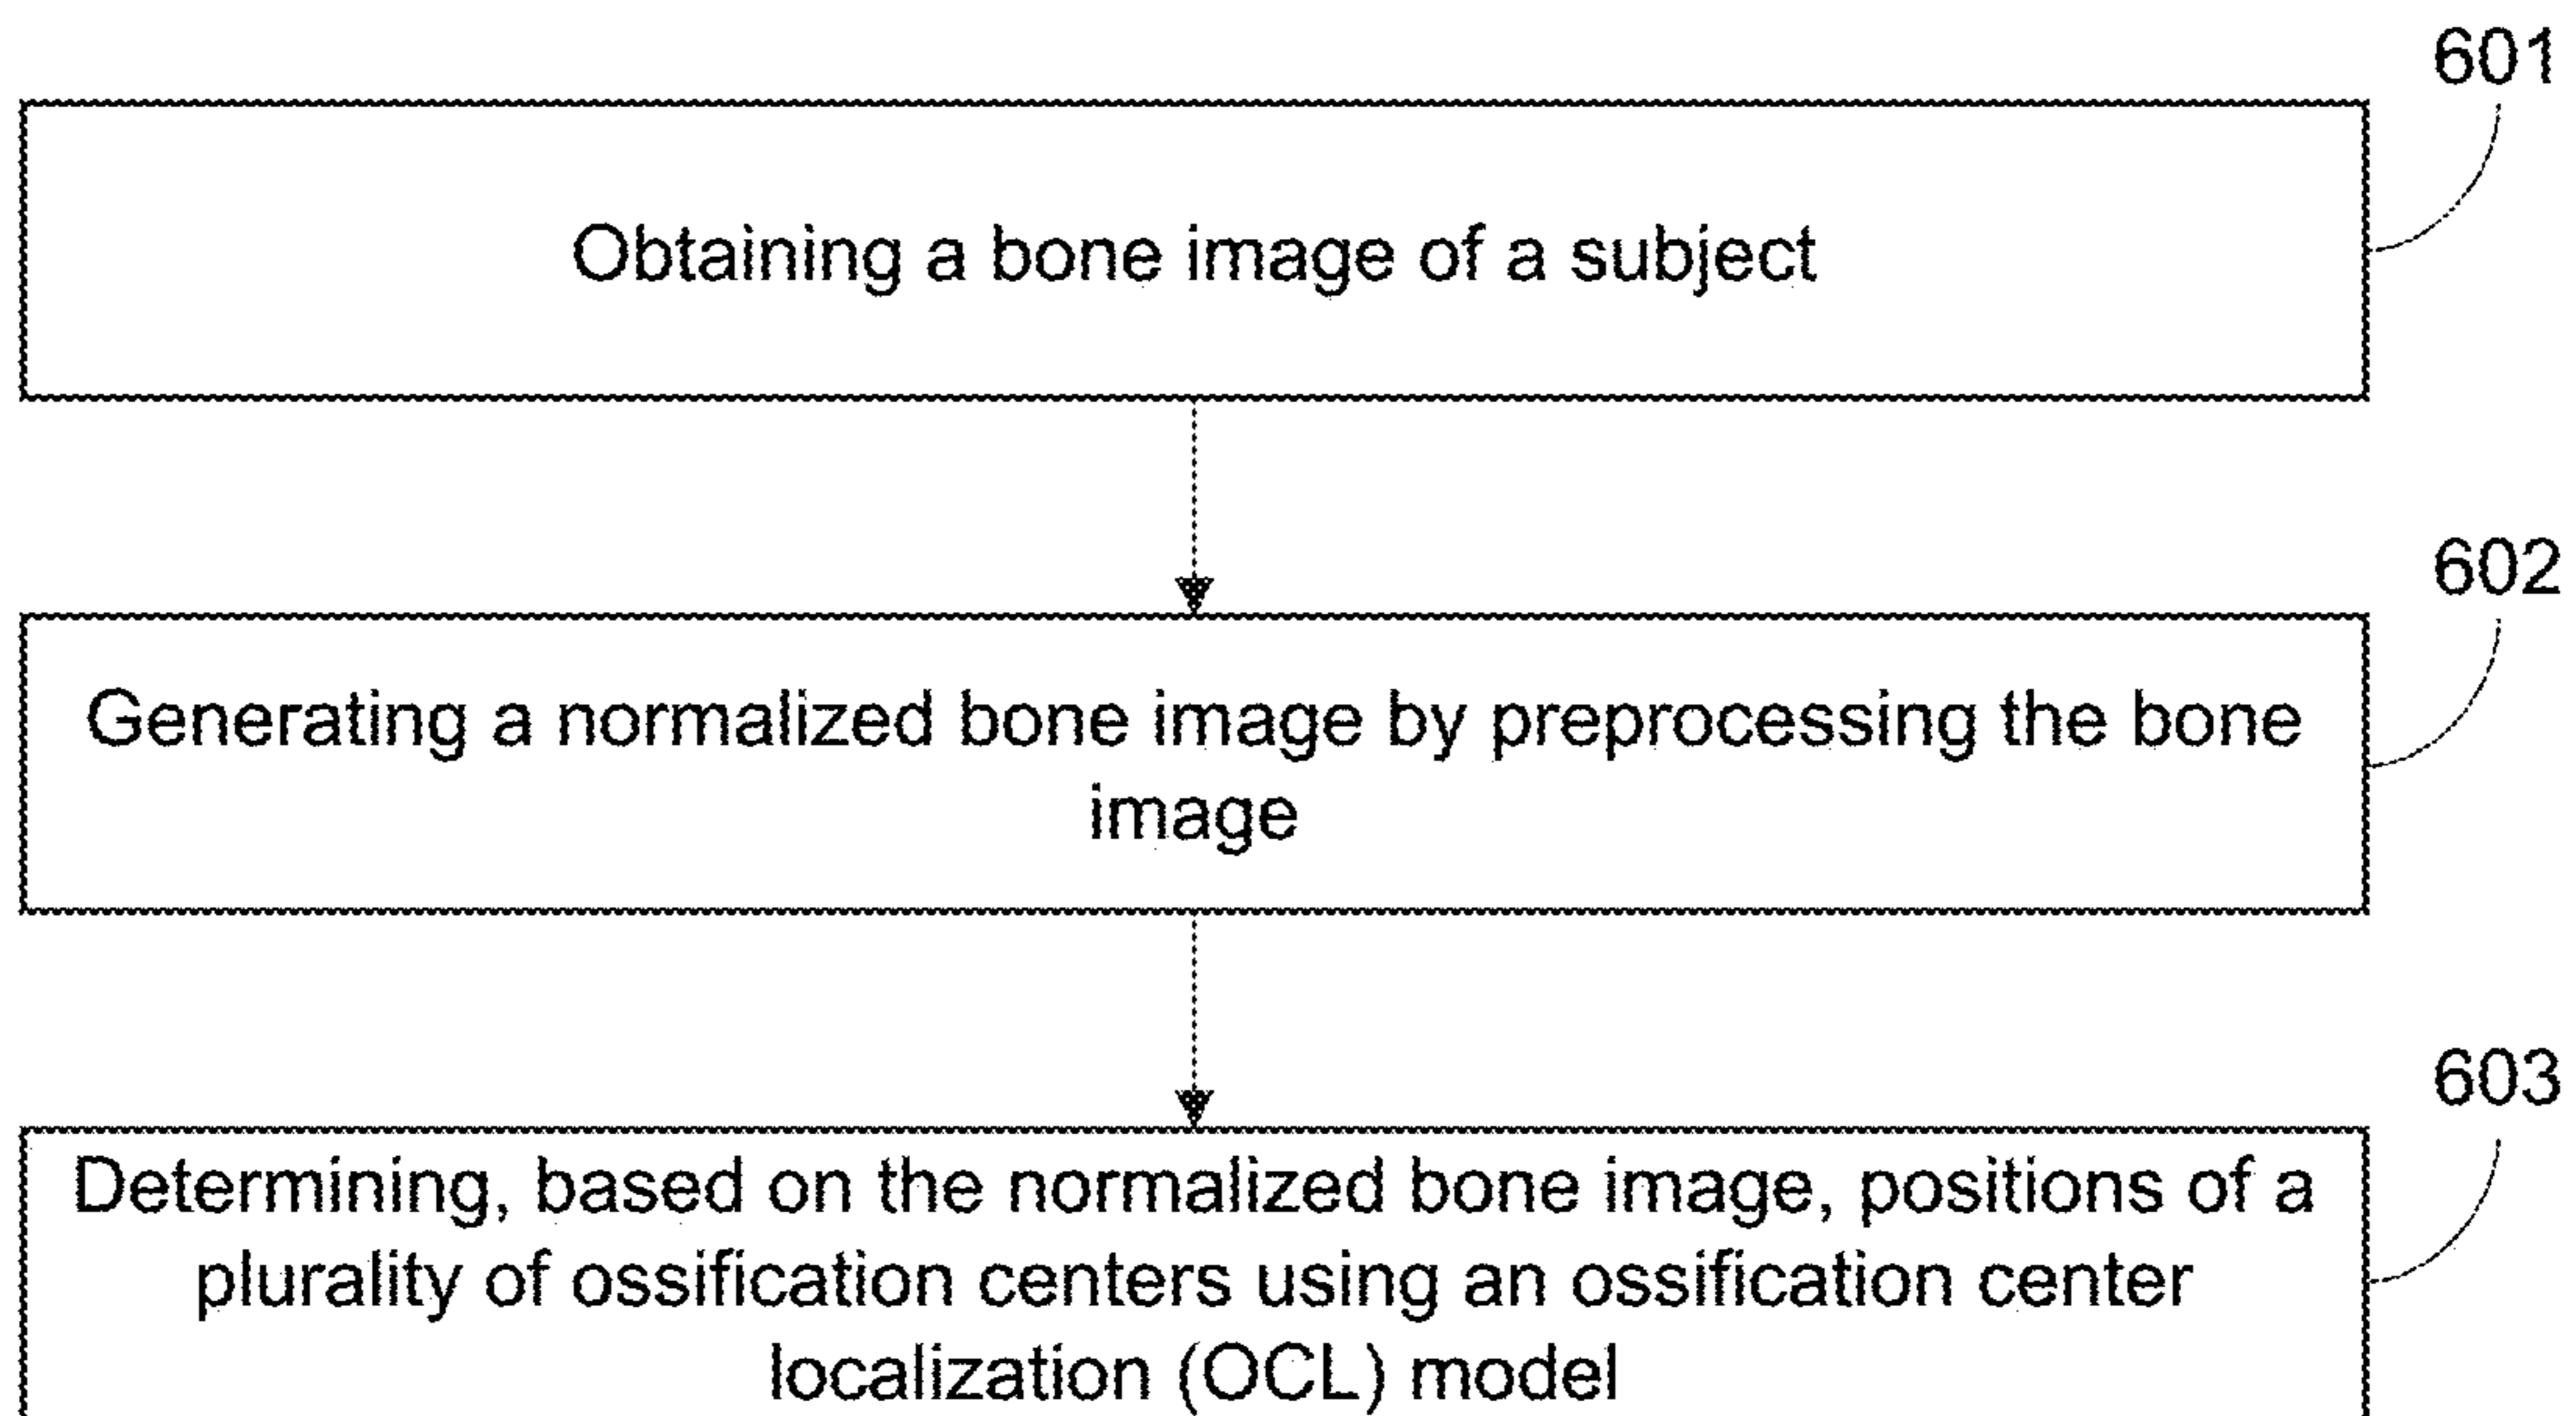 601
Obtaining a bone image of a subject
602
Generating a normalized bone image by preprocessing the bone
image
603
Determining, based on the normalized bone image, positions of a
plurality of ossification centers using an ossification center
localization (OCL) model